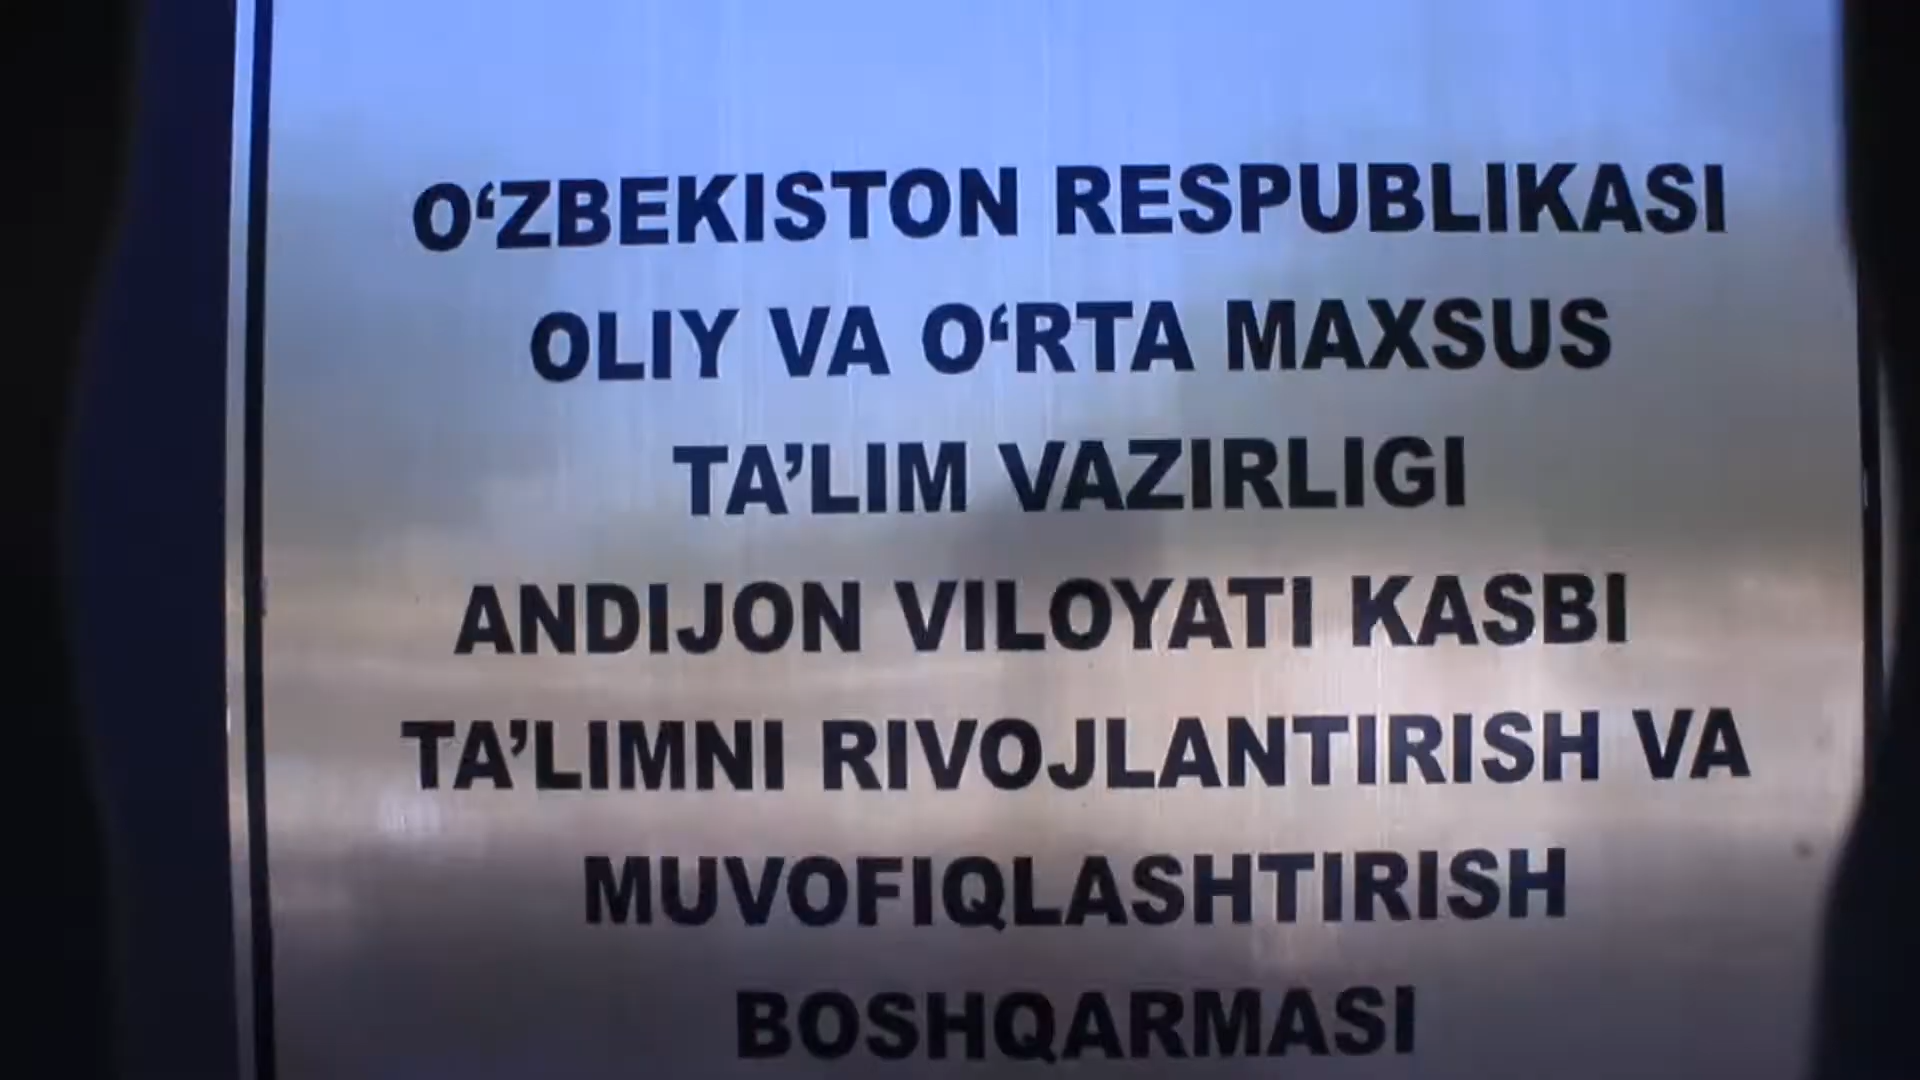 O‘ZBEKISTON RESPUBLIKASI
OLIY VA O‘RTA MAXSUS
TA’LIM VAZIRLIGI
ANDIJON VILOYATI KASBI
TA’LIMNI RIVOJLANTIRISH VA
MUVOFIQLASHTIRISH
BOSHQARMASI